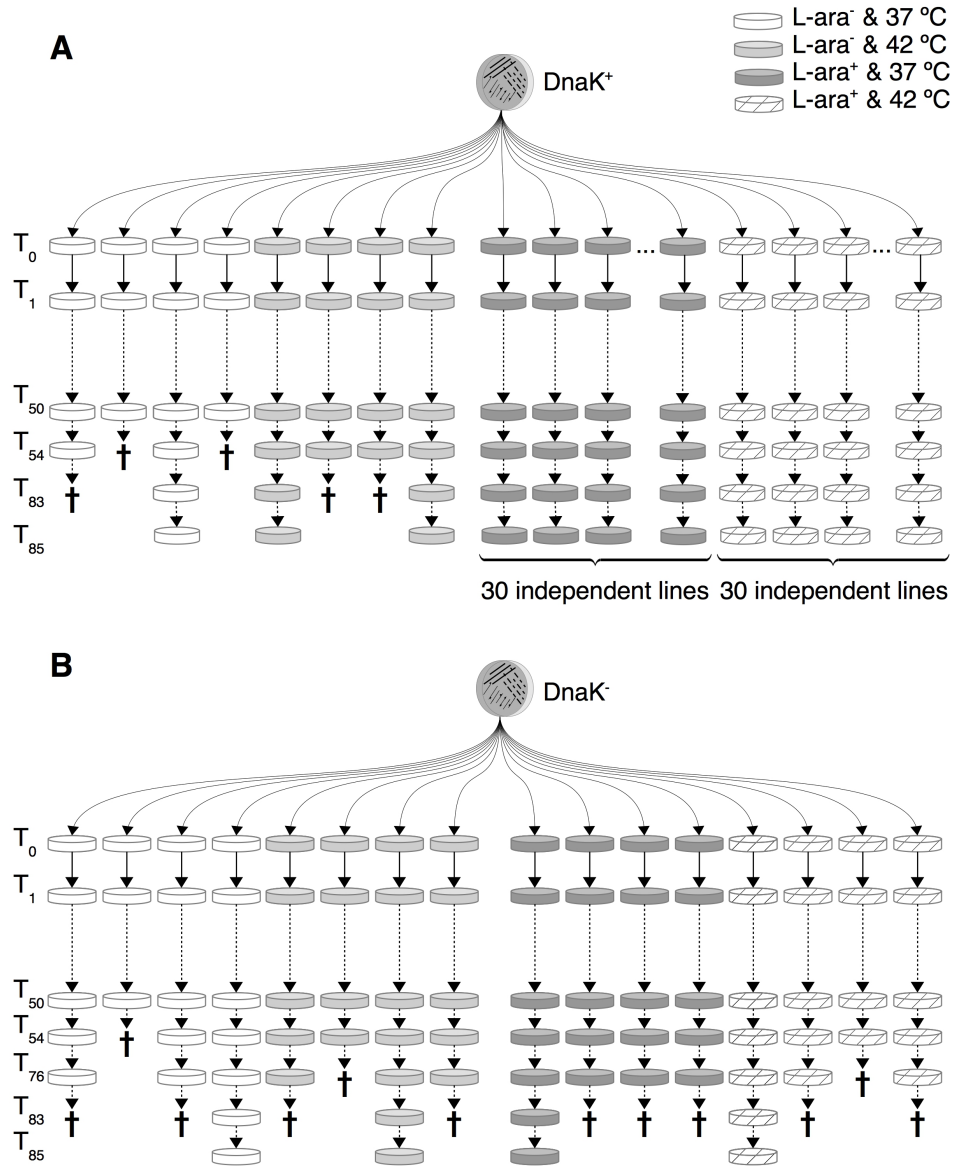 A
L-ara⁻ & 37 ºC
L-ara⁻ & 42 ºC
L-ara⁺ & 37 ºC
L-ara⁺ & 42 ºC
DnaK⁺
T₀
...
...
T₁
T₅₀
T₅₄
T₈₃
T₈₅
30 independent lines 30 independent lines
B
DnaK⁻
T₀
T₁
T₅₀
T₅₄
T₇₆
T₈₃
T₈₅